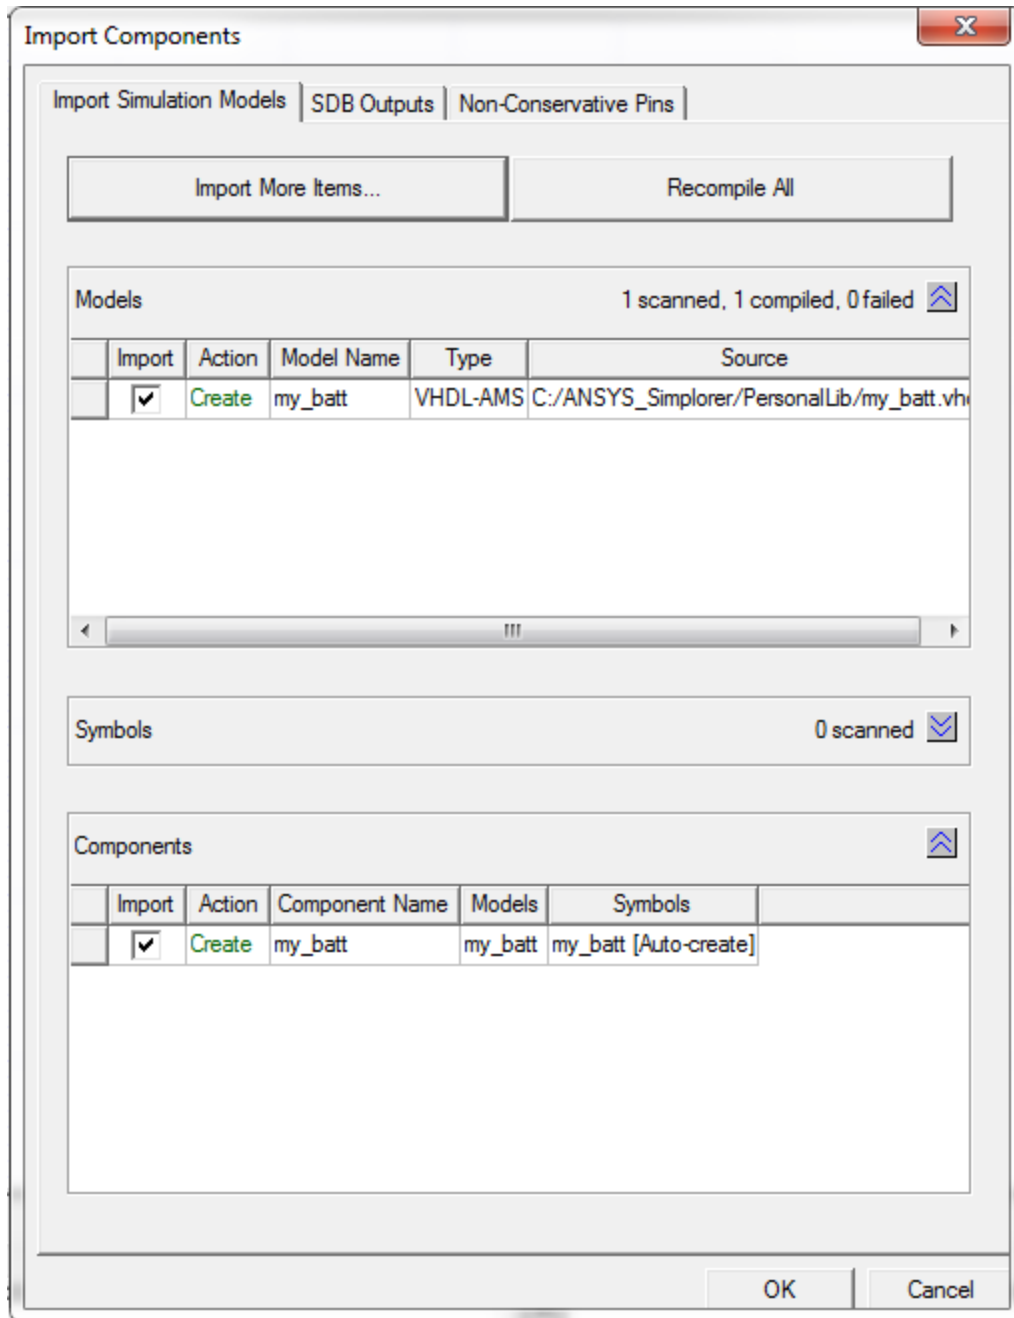 Import Components
Import Simulation Models SDB Outputs Non-Conservative Pins
Import More Items... Recompile All
Models 1 scanned, 1 compiled, 0 failed
Import Action Model Name Type Source
Create my_batt VHDL-AMS C:/ANSYS_Simplorer/PersonalLib/my_batt.vh
Symbols 0 scanned
Components
Import Action Component Name Models Symbols
Create my_batt my_batt my_batt [Auto-create]
OK Cancel